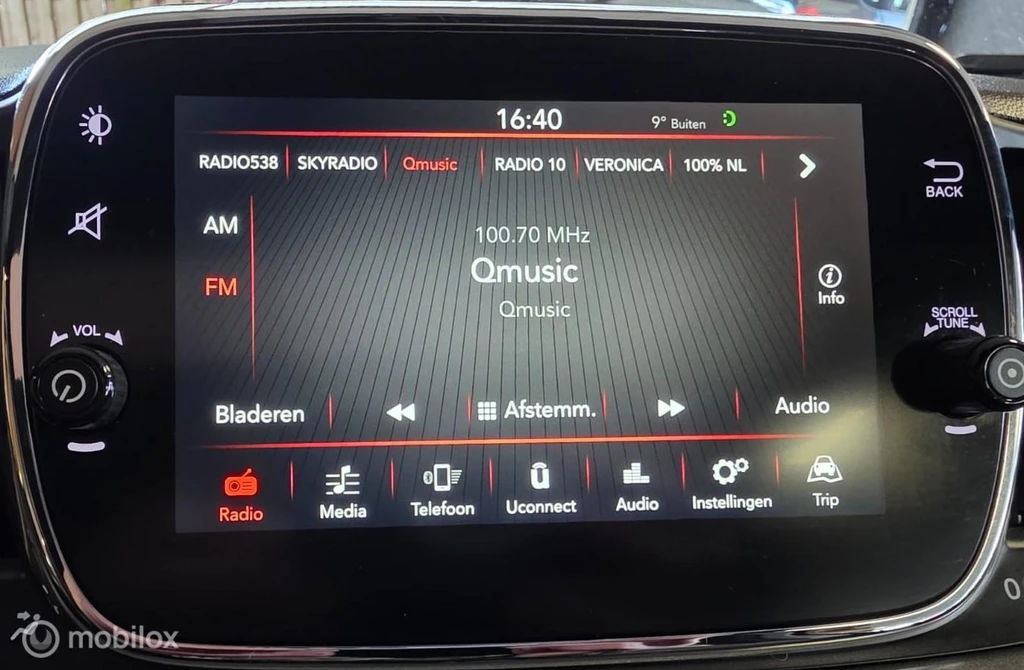 16:40
9° Buiten
RADIO538 SKYRADIO Qmusic RADIO 10 VERONICA 100% NL
BACK
AM
100.70 MHz
FM
Qmusic
Info
Qmusic
VOL
SCROLL
TUNE
Bladeren
Afstemm.
Audio
Radio Media Telefoon Uconnect Audio Instellingen Trip
0
mobilox